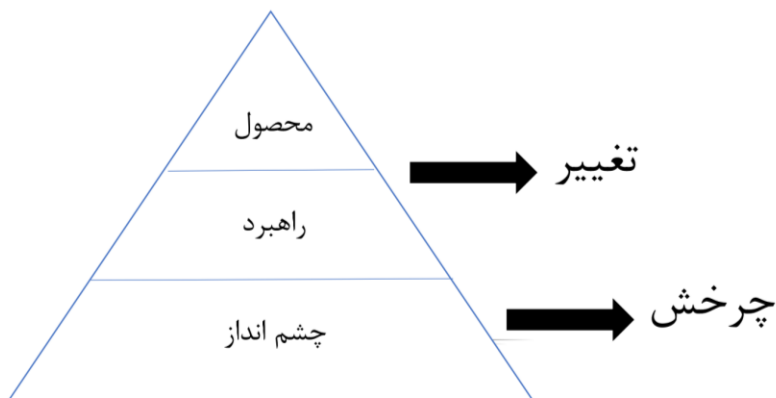 محصول
تغییر
راهبرد
چرخش
چشم انداز